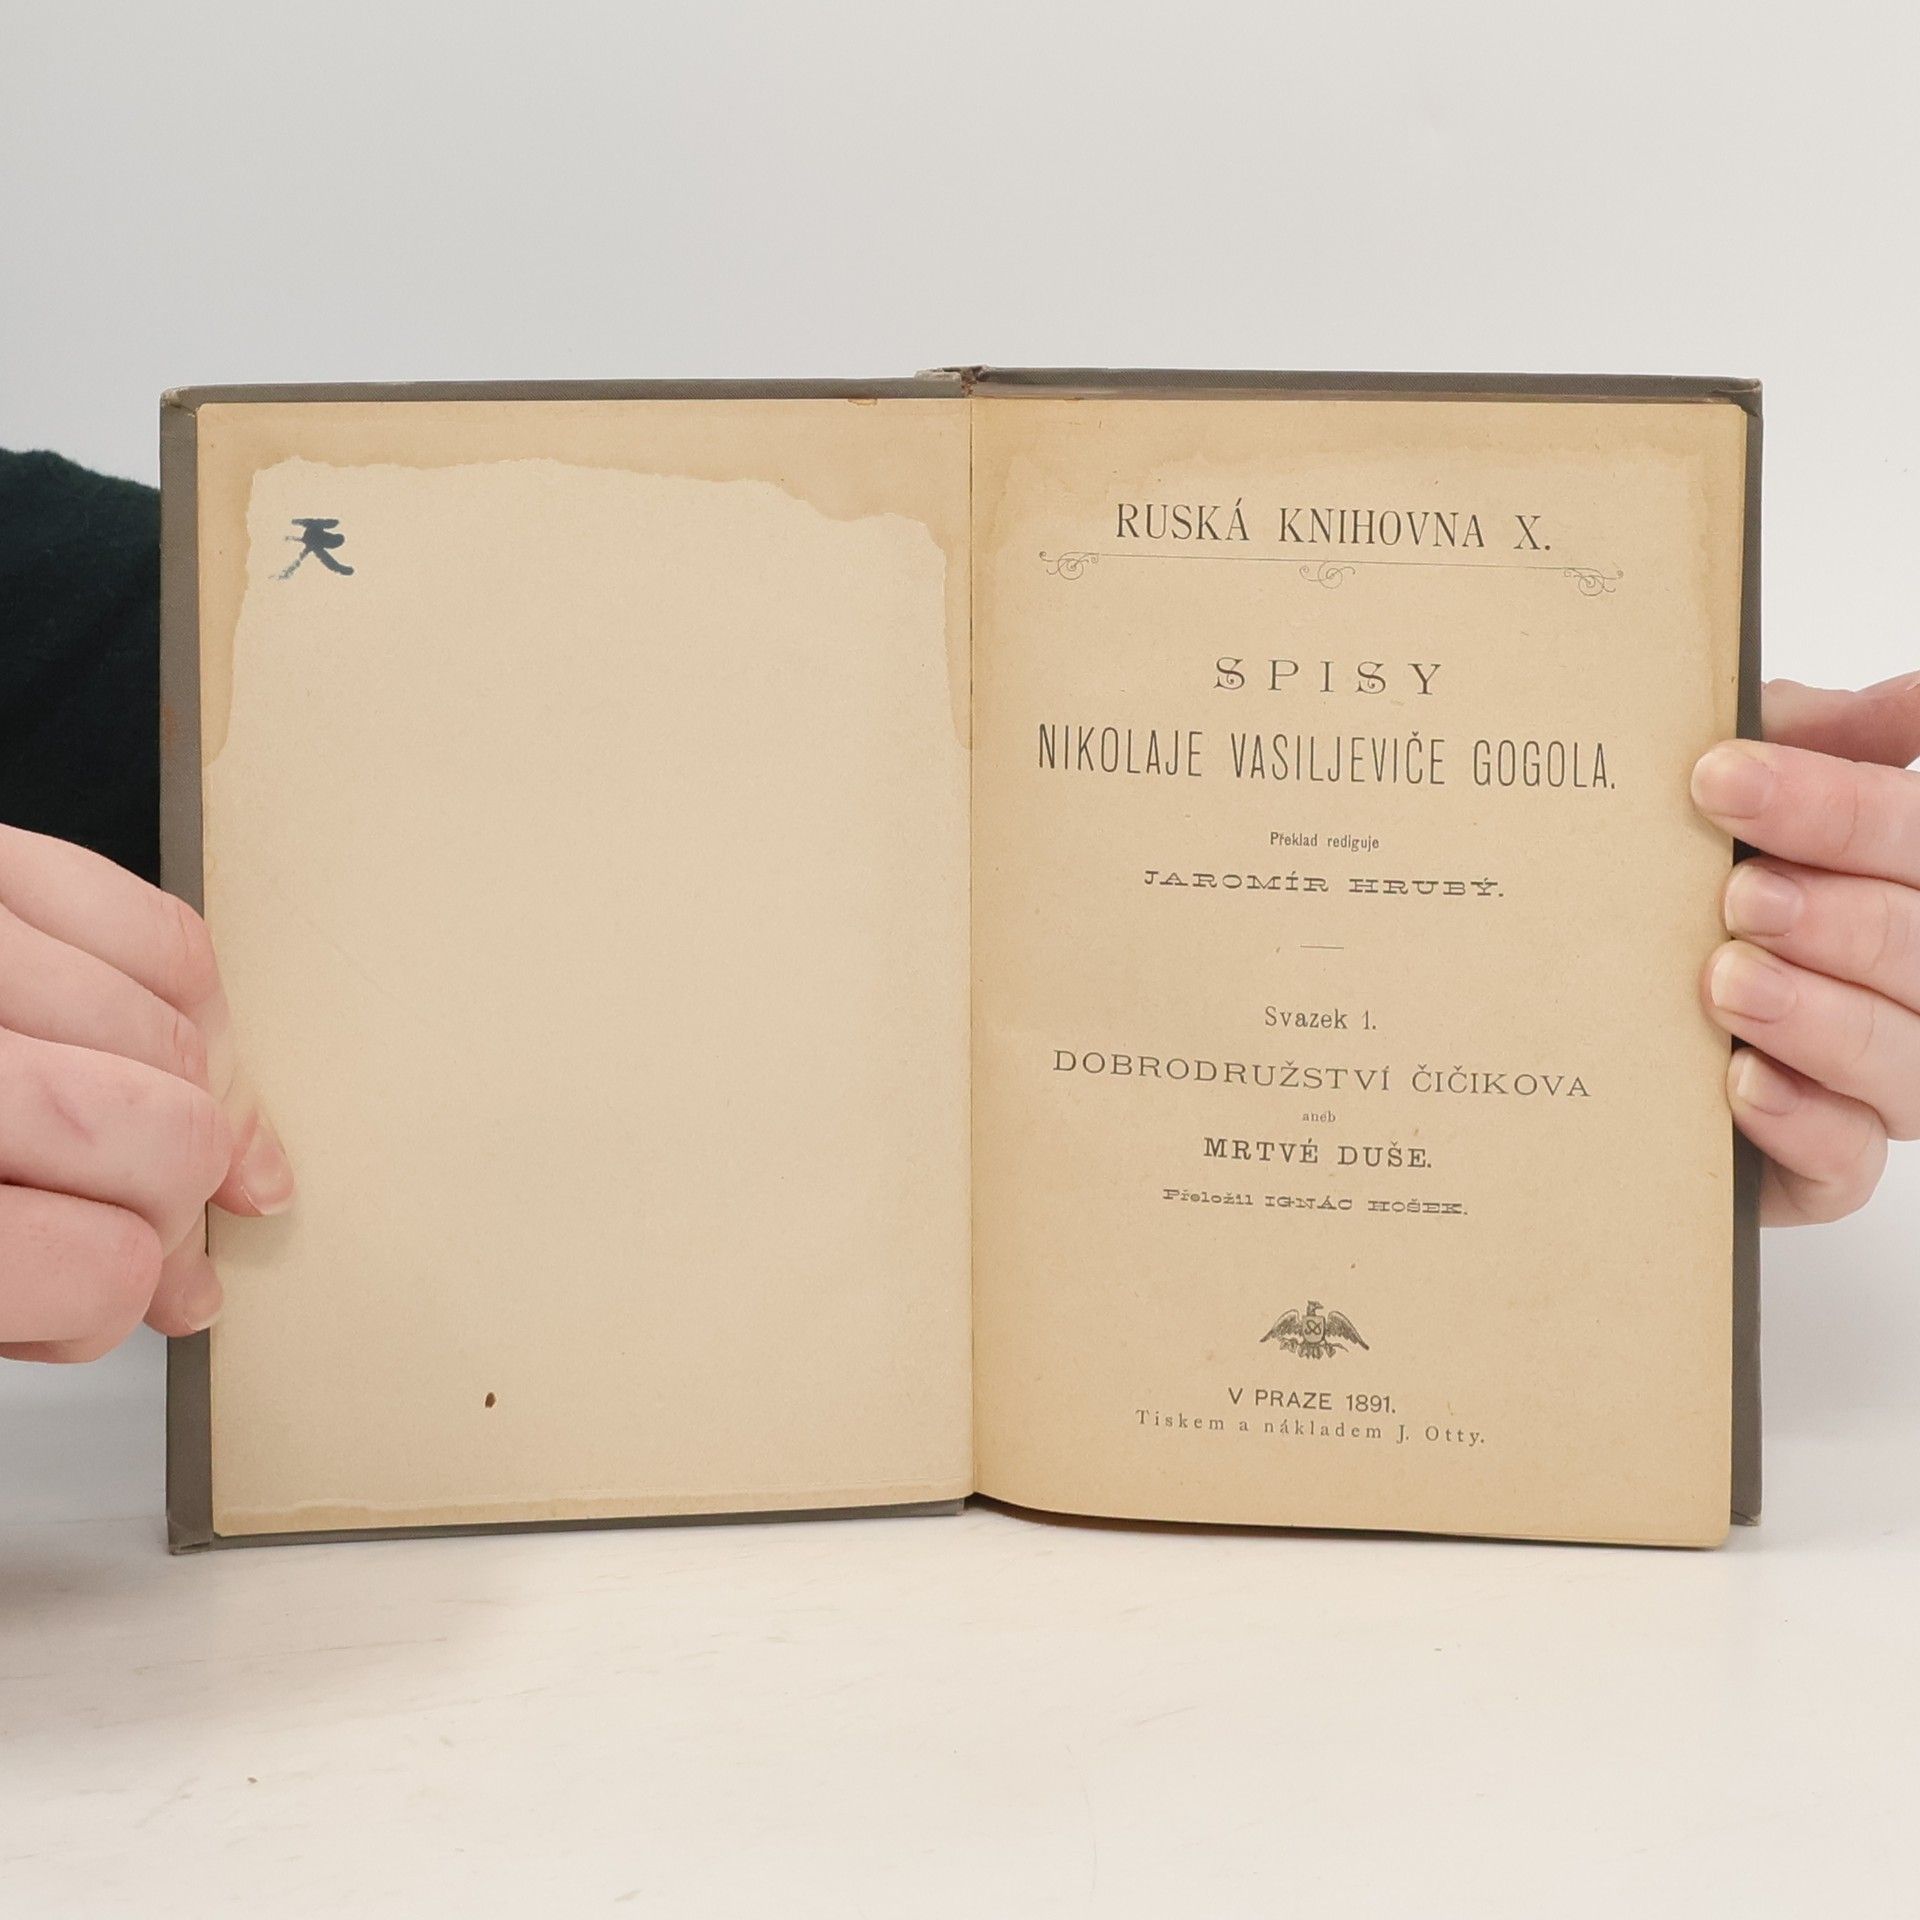 RUSKÁ KNIHOVNA X.
SPISY
NIKOLAJE VASILJEVIČE GOGOLA.
Překlad rediguje
JAROMÍR HRUBÝ.
Svazek 1.
DOBRODRUŽSTVÍ ČIČIKOVA
aneb
MRTVÉ DUŠE.
Přeložil IGNÁC HOŠEK.
V PRAZE 1891.
Tiskem a nákladem J. Otty.